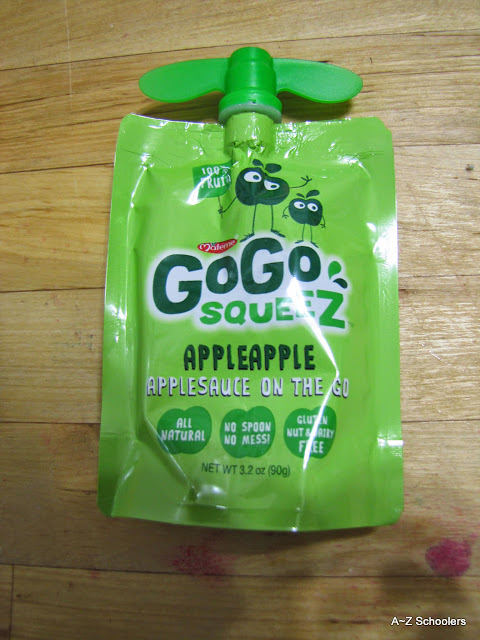 100%
FRUIT
Materne
GOGO
SQUEEZ
APPLEAPPLE
APPLESAUCE ON THE GO
ALL
NATURAL
NO SPOON
NO MESS!
GLUTEN
NUT & DAIRY
FREE
NET WT 3.2 oz (90g)
A~Z Schoolers